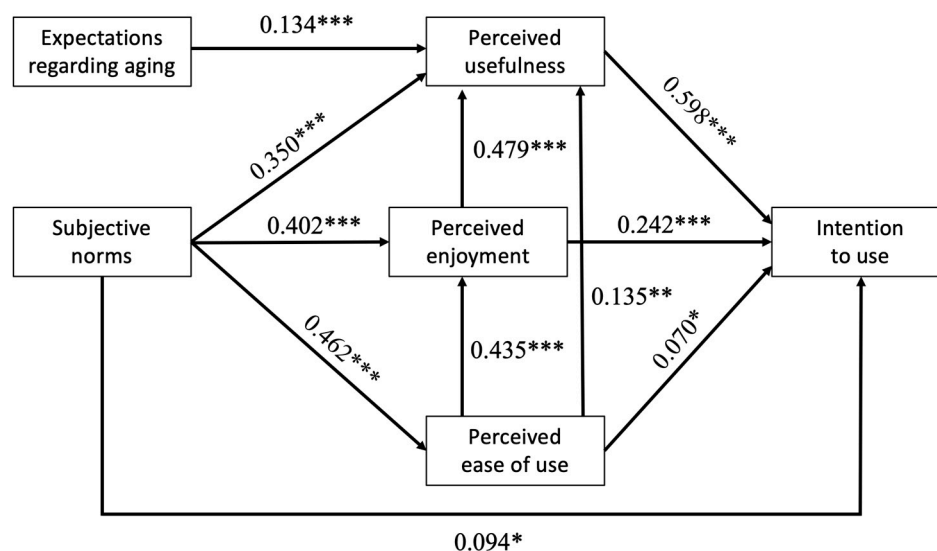 Expectations
regarding aging
0.134***
Perceived
usefulness
0.350***
0.479***
0.598***
Subjective
norms
0.402***
Perceived
enjoyment
0.242***
Intention
to use
0.462***
0.435***
0.135**
0.070*
Perceived
ease of use
0.094*